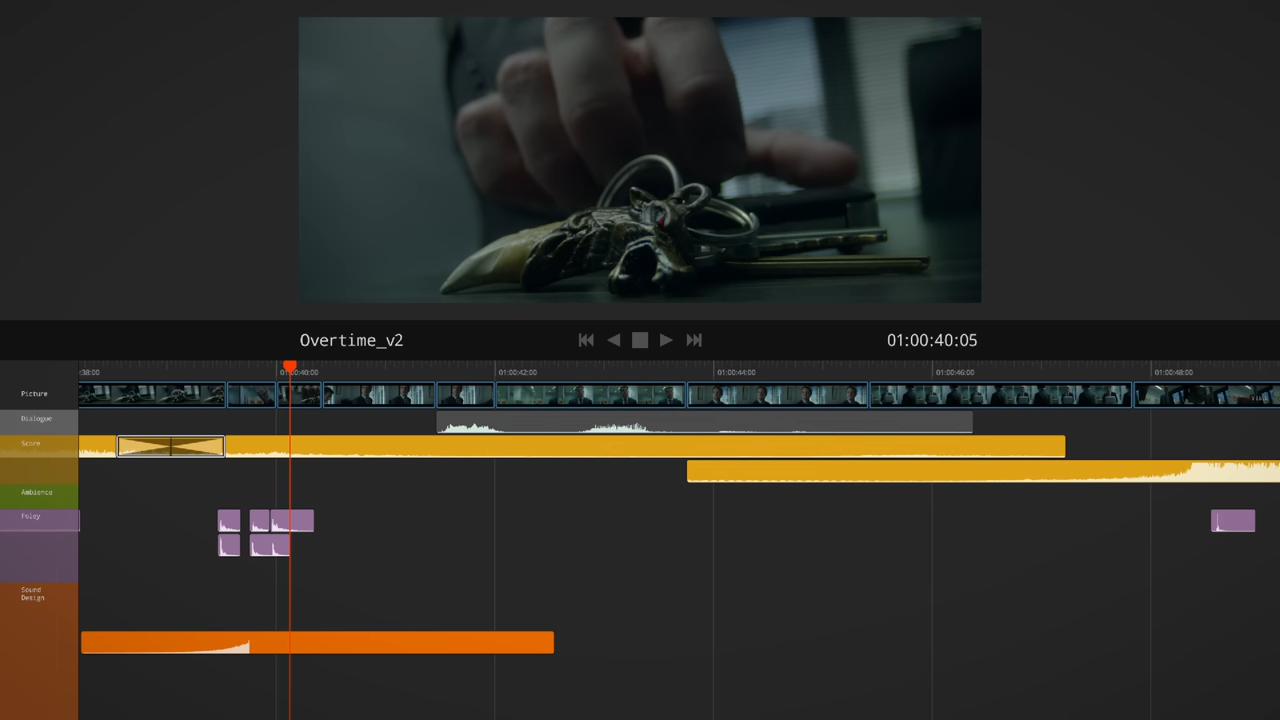 Overtime_v2
01:00:40:05
:38:00
01:00:40:00
01:00:42:00
01:00:44:00
01:00:46:00
01:00:48:00
Picture
Dialogue
Score
Ambience
Foley
Sound
Design